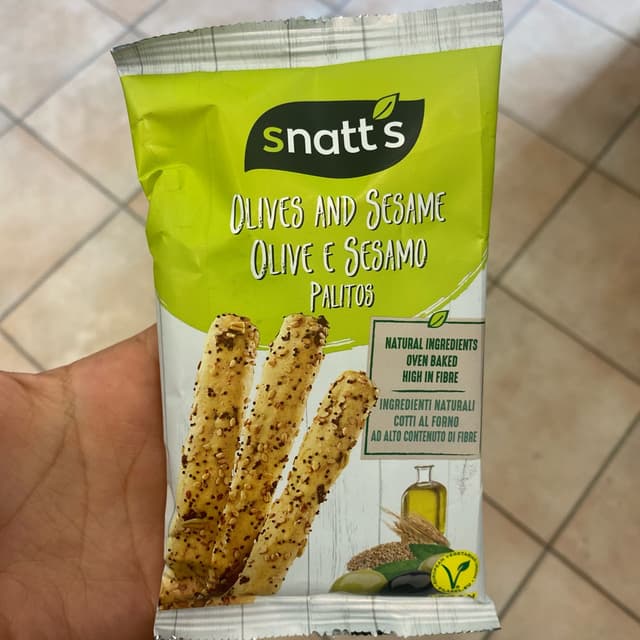 snatt's
OLIVES AND SESAME
OLIVE E SESAMO
PALITOS
NATURAL INGREDIENTS
OVEN BAKED
HIGH IN FIBRE
INGREDIENTI NATURALI
COTTI AL FORNO
AD ALTO CONTENUTO DI FIBRE